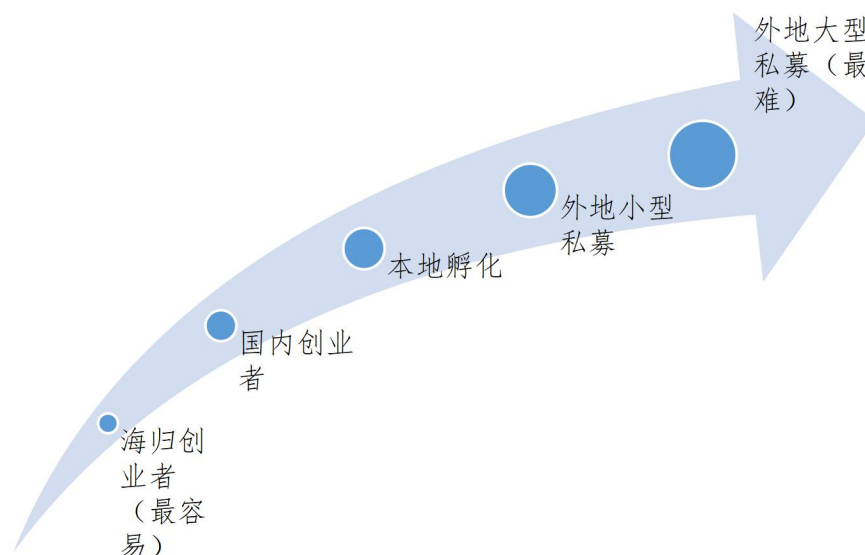 外地大型
私募（最
难）
外地小型
私募
本地孵化
国内创业
者
海归创
业者
（最容
易）